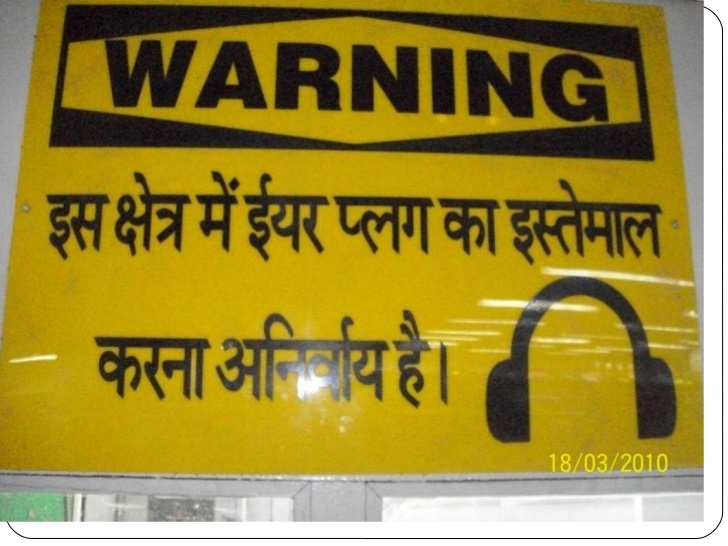 WARNING
इस क्षेत्र में ईयर प्लग का इस्तेमाल
करना अनिर्वाय है।
18/03/2010